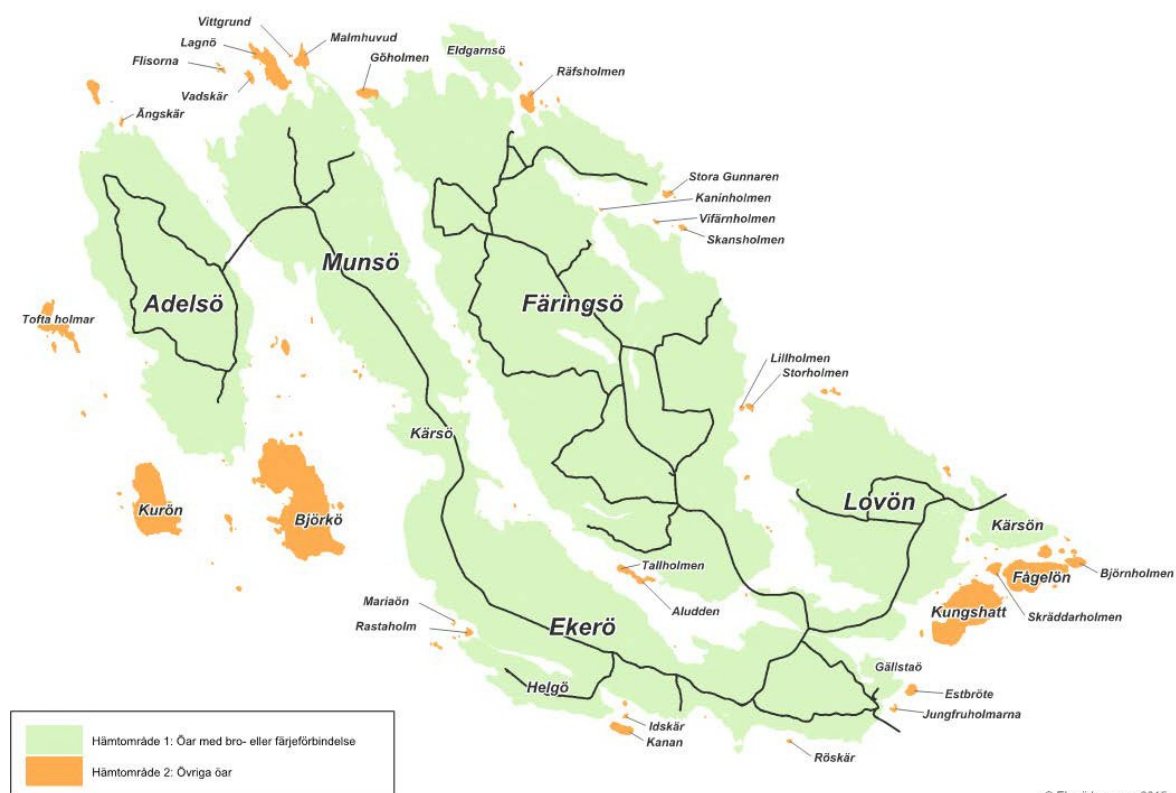 Vittgrund
Lagnö
Malmhuvud
Flisorna
Göholmen
Eldgarnsö
Räfsholmen
Vadskär
Ängskär
Stora Gunnaren
Kaninholmen
Vifärnholmen
Skansholmen
Munsö
Adelsö
Färingsö
Tofta holmar
Lillholmen
Storholmen
Kärsö
Kurön
Björkö
Lovön
Kärsön
Tallholmen
Aludden
Fågelön
Björnholmen
Kungshatt
Skräddarholmen
Mariaön
Rastaholm
Ekerö
Gällstaö
Helgö
Estbröte
Jungfruholmarna
Idskär
Kanan
Röskär
Hämtområde 1: Öar med bro- eller färjeförbindelse
Hämtområde 2: Övriga öar